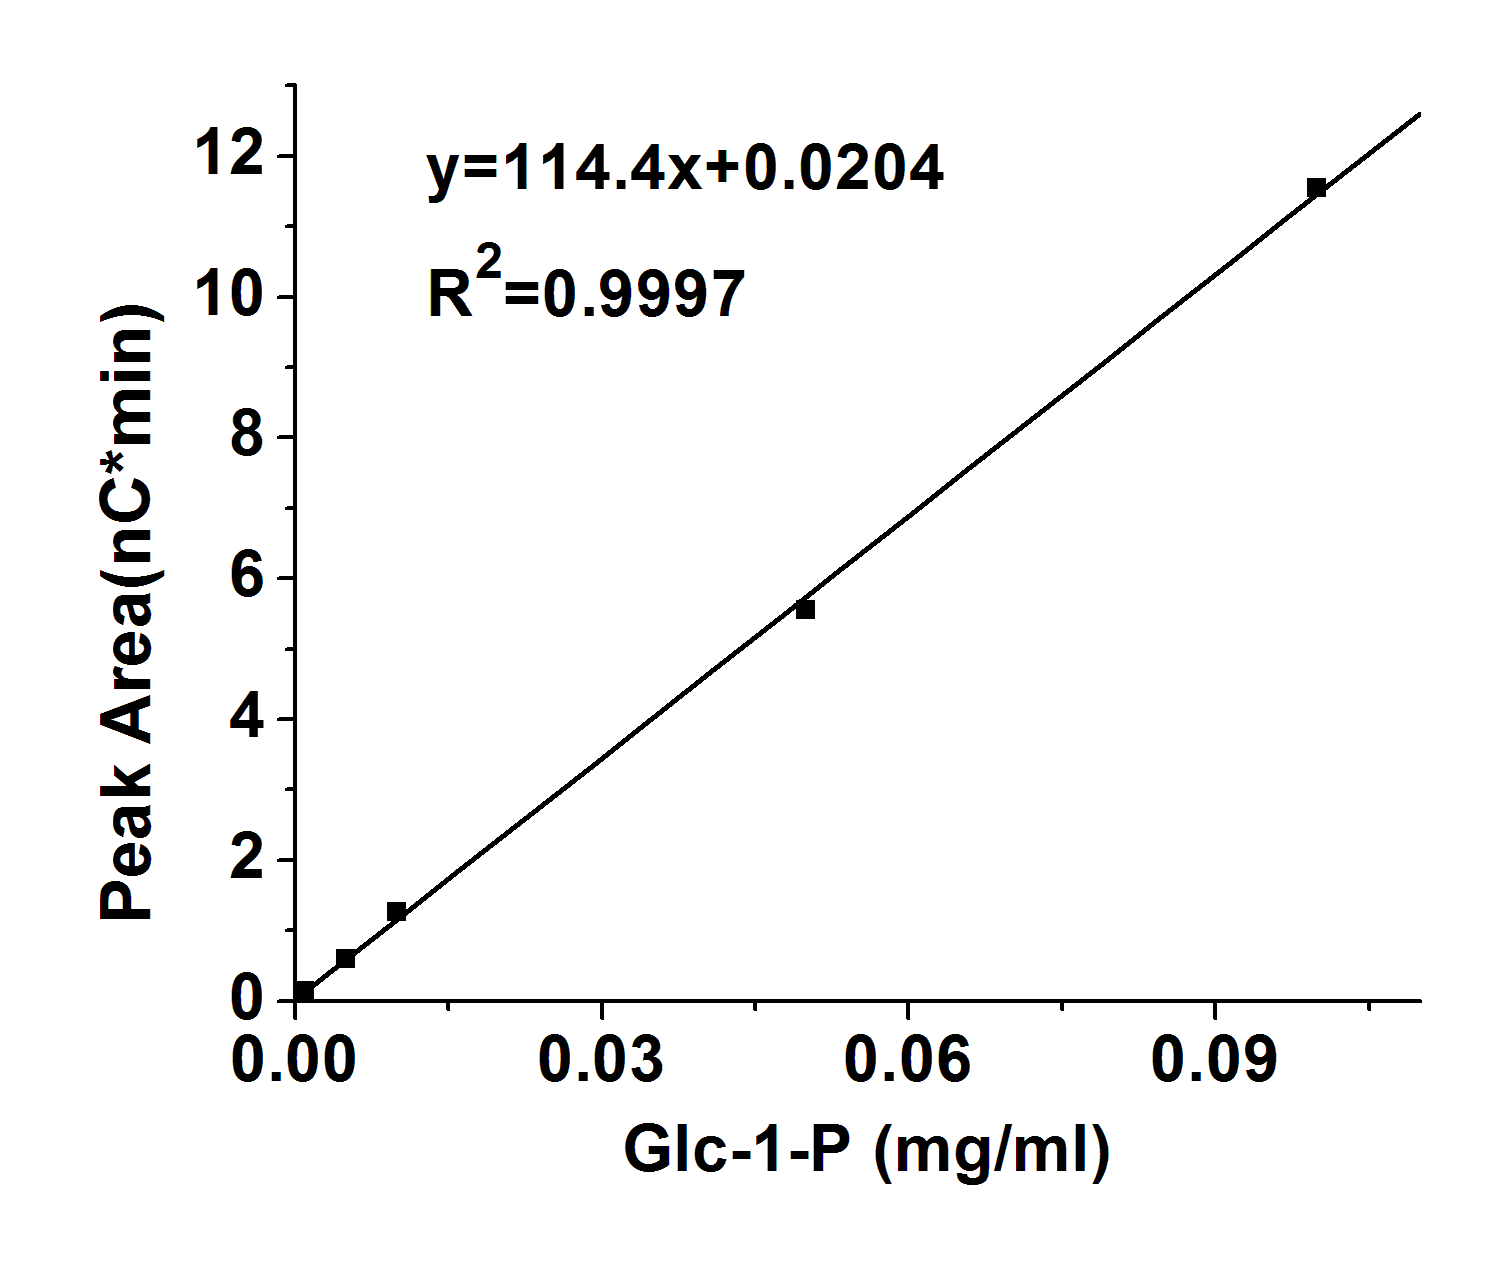 y=114.4x+0.0204
R²=0.9997
12
10
8
6
4
2
0
Peak Area(nC*min)
0.00 0.03 0.06 0.09
Glc-1-P (mg/ml)